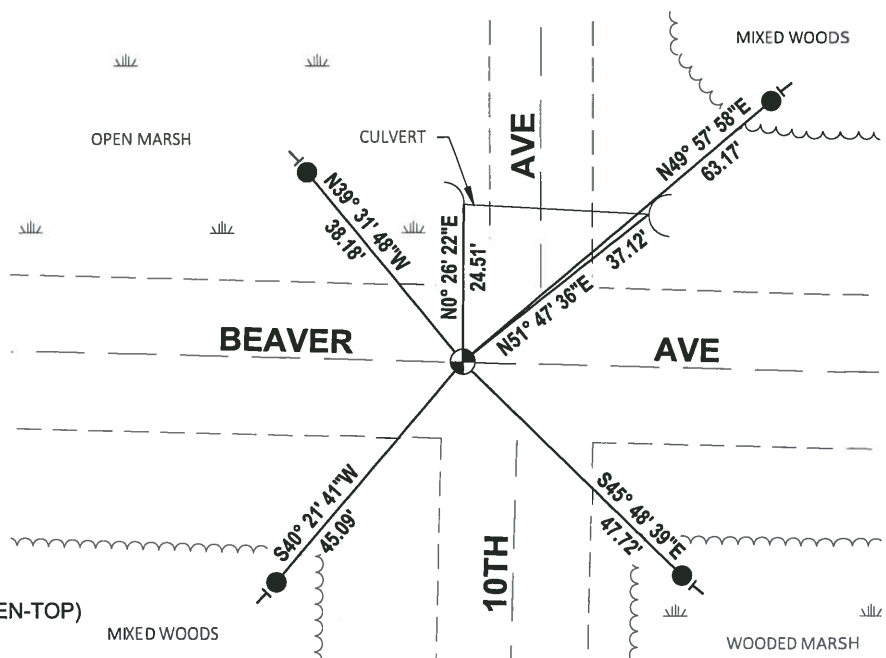 MIXED WOODS
OPEN MARSH
CULVERT
AVE
N49° 57' 58"E
63.17'
N39° 31' 48"W
38.18'
N0° 26' 22"E
24.51'
37.12'
N51° 47' 36"E
BEAVER
AVE
S40° 21' 41"W
45.09'
S45° 48' 39"E
47.72'
10TH
EN-TOP)
MIXED WOODS
WOODED MARSH